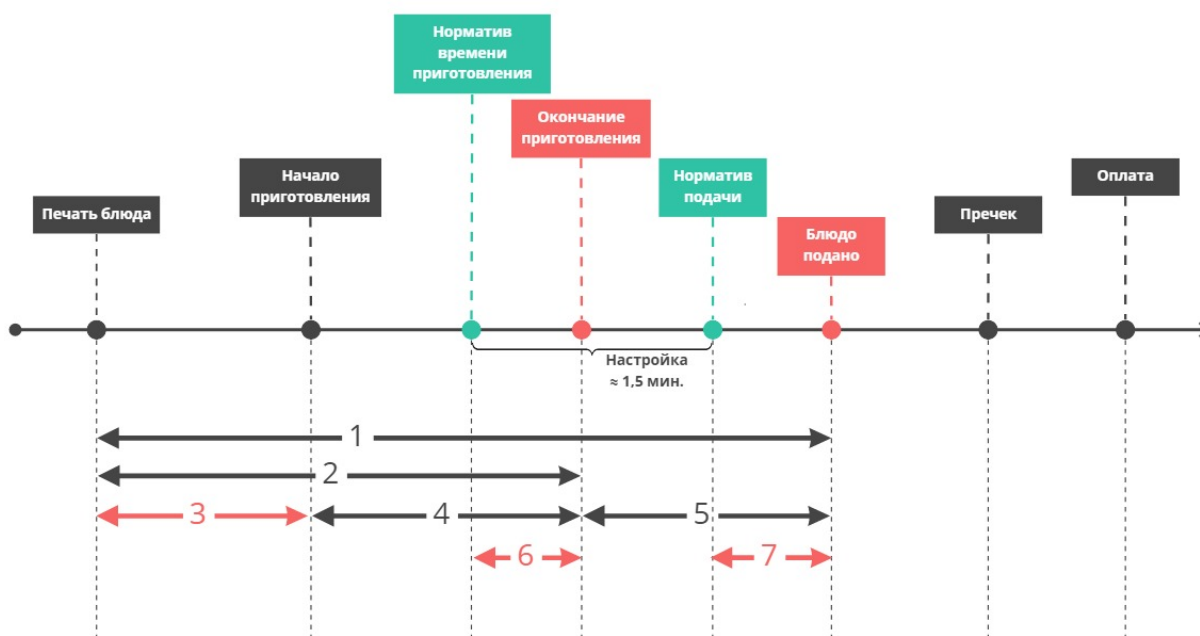 Норматив
времени
приготовления
Окончание
приготовления
Начало
приготовления
Норматив
подачи
Оплата
Печать блюда
Пречек
Блюдо
подано
Настройка
≈ 1,5 мин.
1
2
3
4
5
6
7